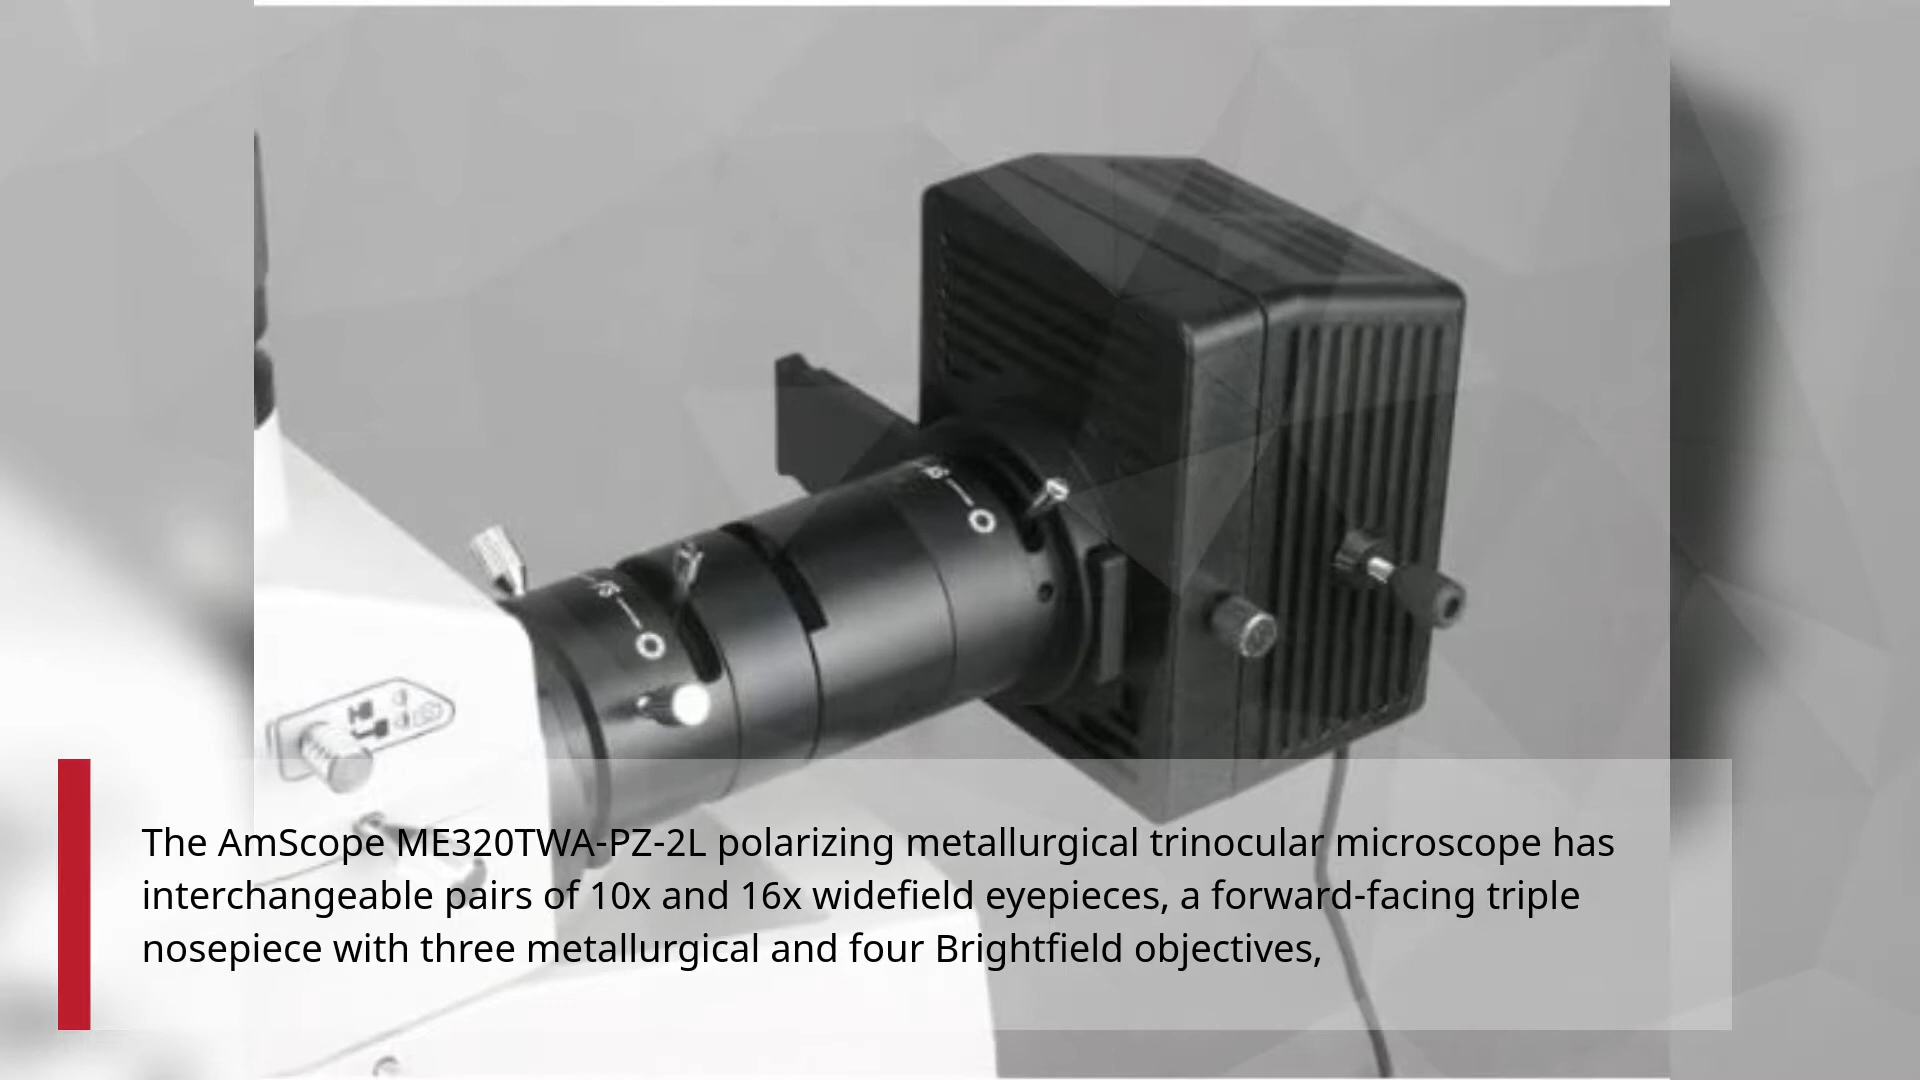 The AmScope ME320TWA-PZ-2L polarizing metallurgical trinocular microscope has
interchangeable pairs of 10x and 16x widefield eyepieces, a forward-facing triple
nosepiece with three metallurgical and four Brightfield objectives,